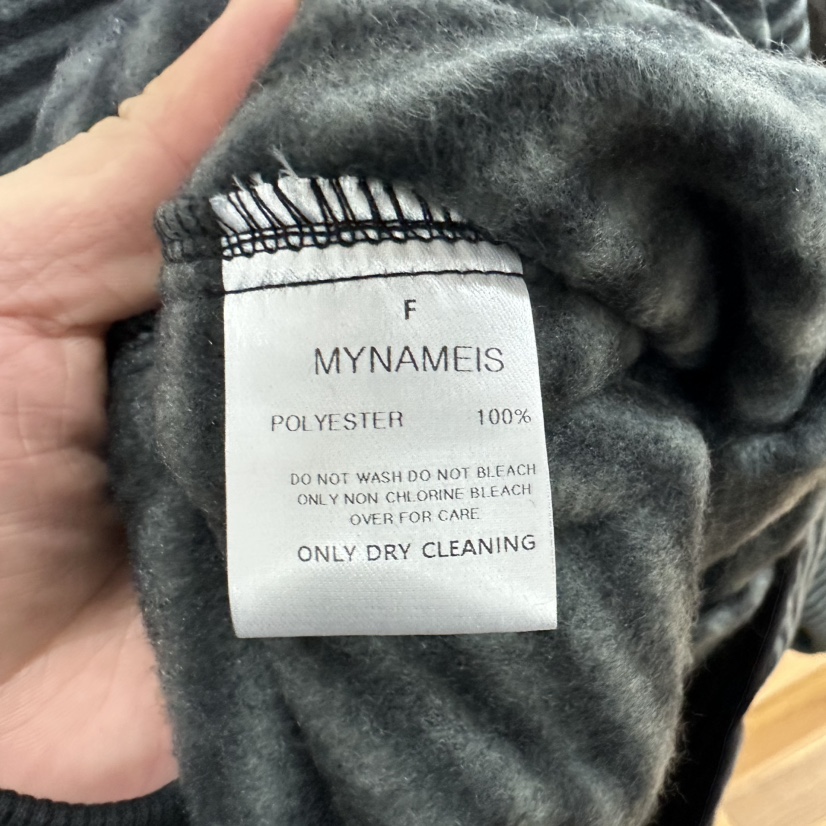 F
MYNAMEIS
POLYESTER 100%
DO NOT WASH DO NOT BLEACH
ONLY NON CHLORINE BLEACH
OVER FOR CARE
ONLY DRY CLEANING